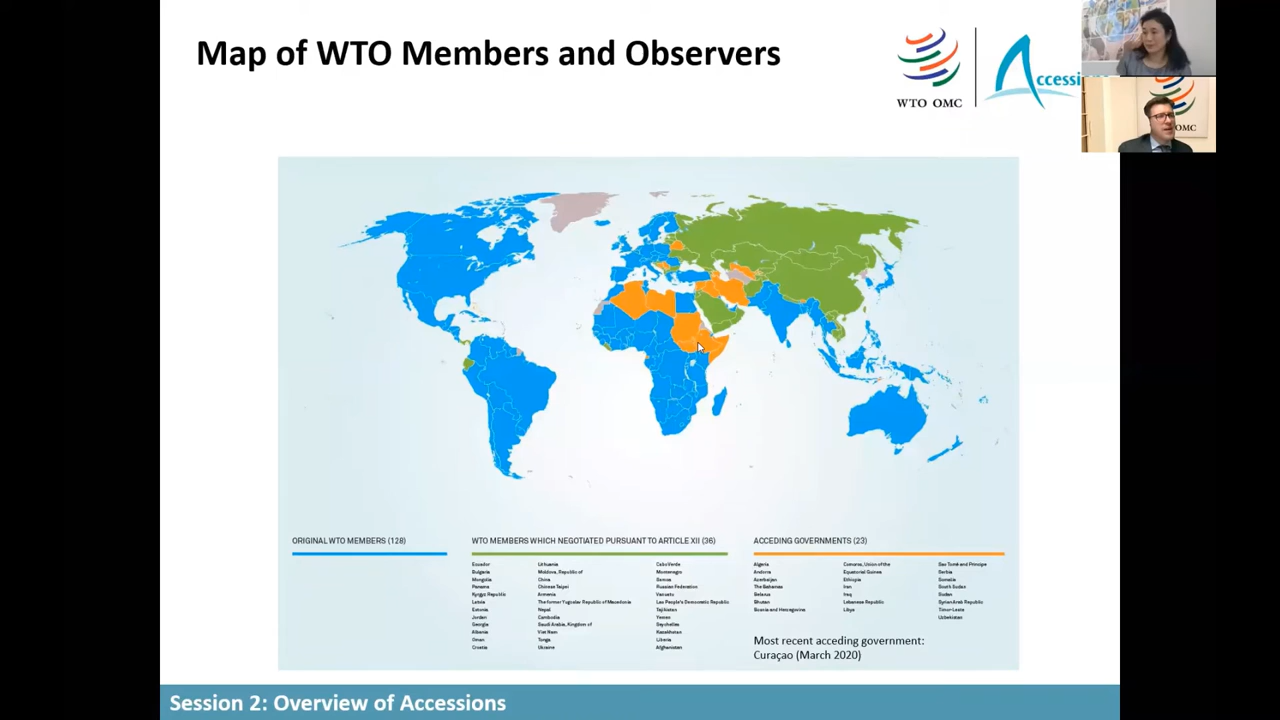 Map of WTO Members and Observers
WTO OMC
Accessi
OMC
ORIGINAL WTO MEMBERS (128)
WTO MEMBERS WHICH NEGOTIATED PURSUANT TO ARTICLE XII (36)
ACCEDING GOVERNMENTS (23)
Ecuador
Bulgaria
Mongolia
Panama
Kyrgyz Republic
Latvia
Estonia
Jordan
Georgia
Albania
Oman
Croatia
Lithuania
Moldova, Republic of
China
Chinese Taipei
Armenia
The former Yugoslav Republic of Macedonia
Nepal
Cambodia
Saudi Arabia, Kingdom of
Viet Nam
Tonga
Ukraine
Cabo Verde
Montenegro
Samoa
Russian Federation
Vanuatu
Lao People's Democratic Republic
Tajikistan
Yemen
Seychelles
Kazakhstan
Liberia
Afghanistan
Algeria
Andorra
Azerbaijan
The Bahamas
Belarus
Bhutan
Bosnia and Herzegovina
Comoros, Union of the
Equatorial Guinea
Ethiopia
Iran
Iraq
Lebanese Republic
Libya
Sao Tomé and Principe
Serbia
Somalia
South Sudan
Sudan
Syrian Arab Republic
Timor-Leste
Uzbekistan
Most recent acceding government:
Curaçao (March 2020)
Session 2: Overview of Accessions